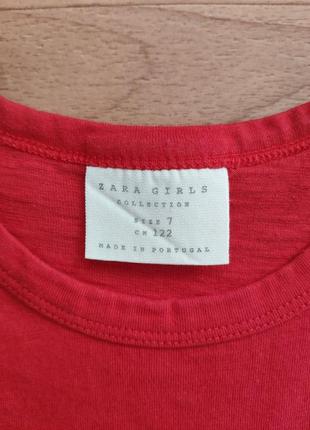 ZARA GIRLS
COLLECTION
SIZE 7
CM 122
MADE IN PORTUGAL